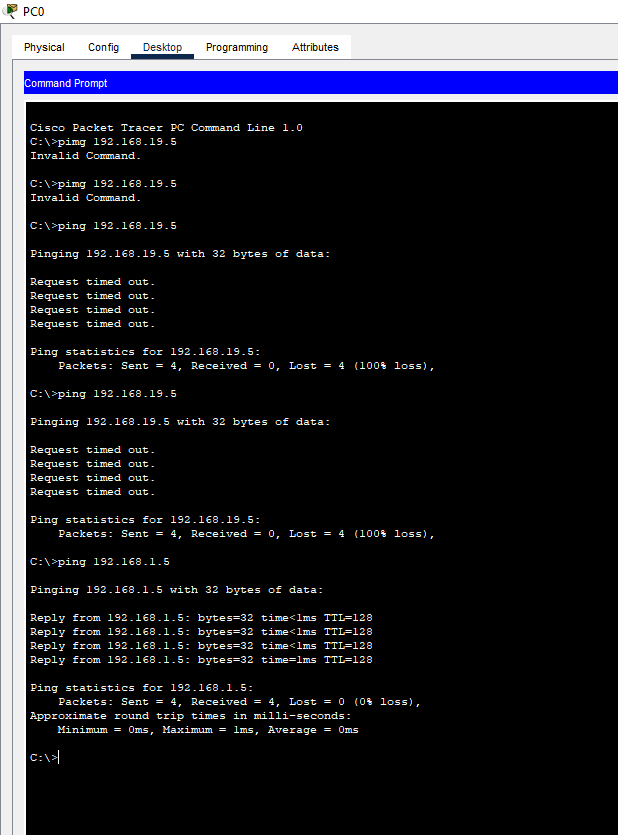 PC0
Physical Config Desktop Programming Attributes
Command Prompt
Cisco Packet Tracer PC Command Line 1.0
C:\>pimg 192.168.19.5
Invalid Command.
C:\>pimg 192.168.19.5
Invalid Command.
C:\>ping 192.168.19.5
Pinging 192.168.19.5 with 32 bytes of data:
Request timed out.
Request timed out.
Request timed out.
Request timed out.
Ping statistics for 192.168.19.5:
Packets: Sent = 4, Received = 0, Lost = 4 (100% loss),
C:\>ping 192.168.19.5
Pinging 192.168.19.5 with 32 bytes of data:
Request timed out.
Request timed out.
Request timed out.
Request timed out.
Ping statistics for 192.168.19.5:
Packets: Sent = 4, Received = 0, Lost = 4 (100% loss),
C:\>ping 192.168.1.5
Pinging 192.168.1.5 with 32 bytes of data:
Reply from 192.168.1.5: bytes=32 time<1ms TTL=128
Reply from 192.168.1.5: bytes=32 time<1ms TTL=128
Reply from 192.168.1.5: bytes=32 time<1ms TTL=128
Reply from 192.168.1.5: bytes=32 time=1ms TTL=128
Ping statistics for 192.168.1.5:
Packets: Sent = 4, Received = 4, Lost = 0 (0% loss),
Approximate round trip times in milli-seconds:
Minimum = 0ms, Maximum = 1ms, Average = 0ms
C:\>